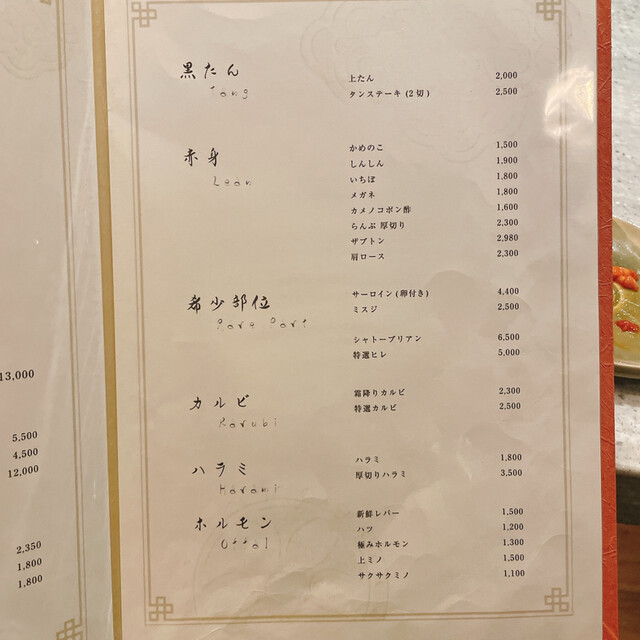 13,000
5,500
4,500
12,000
2,350
1,800
1,800
黒たん
Tang
上たん 2,000
タンステーキ (2切) 2,500
赤身
Lean
かめのこ 1,500
しんしん 1,900
いちぼ 1,800
メガネ 1,800
カメノコポン酢 1,600
らんぷ 厚切り 2,300
ザブトン 2,980
肩ロース 2,300
希少部位
Rare Part
サーロイン (卵付き) 4,400
ミスジ 2,500
シャトーブリアン 6,500
特選ヒレ 5,000
カルビ
Karubi
霜降りカルビ 2,300
特選カルビ 2,500
ハラミ
Harami
ハラミ 1,800
厚切りハラミ 3,500
ホルモン
Offal
新鮮レバー 1,500
ハツ 1,200
極みホルモン 1,300
上ミノ 1,500
サクサクミノ 1,100